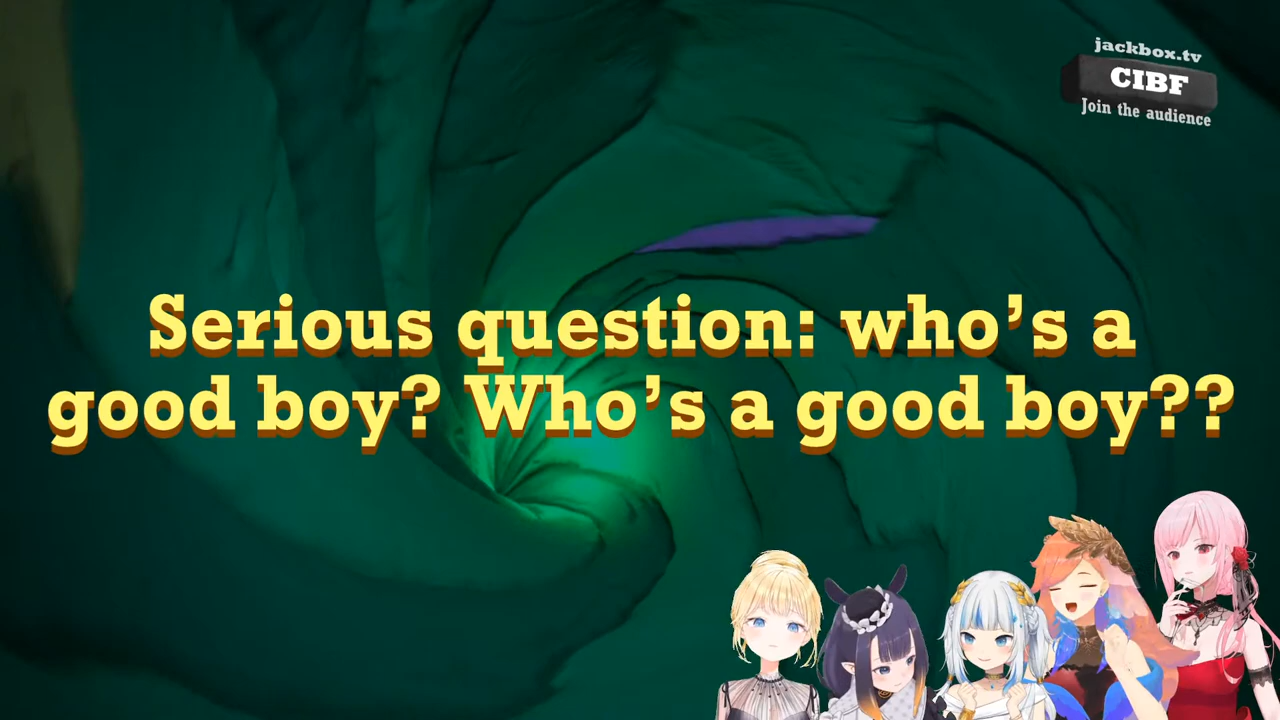 jackbox.tv
CIBF
Join the audience
Serious question: who’s a
good boy? Who’s a good boy??